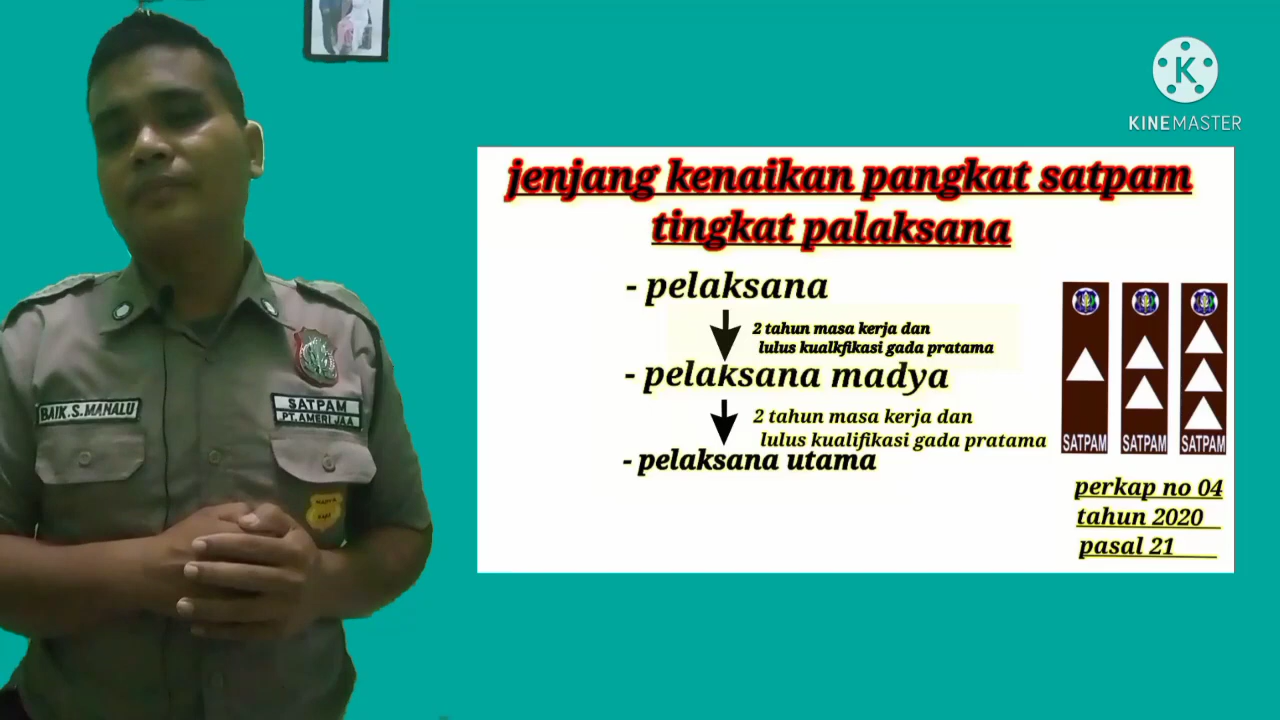 KINEMASTER
jenjang kenaikan pangkat satpam
tingkat palaksana
- pelaksana
2 tahun masa kerja dan
lulus kualkfikasi gada pratama
- pelaksana madya
2 tahun masa kerja dan
lulus kualifikasi gada pratama
- pelaksana utama
SATPAM SATPAM SATPAM
perkap no 04
tahun 2020
pasal 21
BAIK.S.MANALU
SATPAM
PT.AMERI JAA